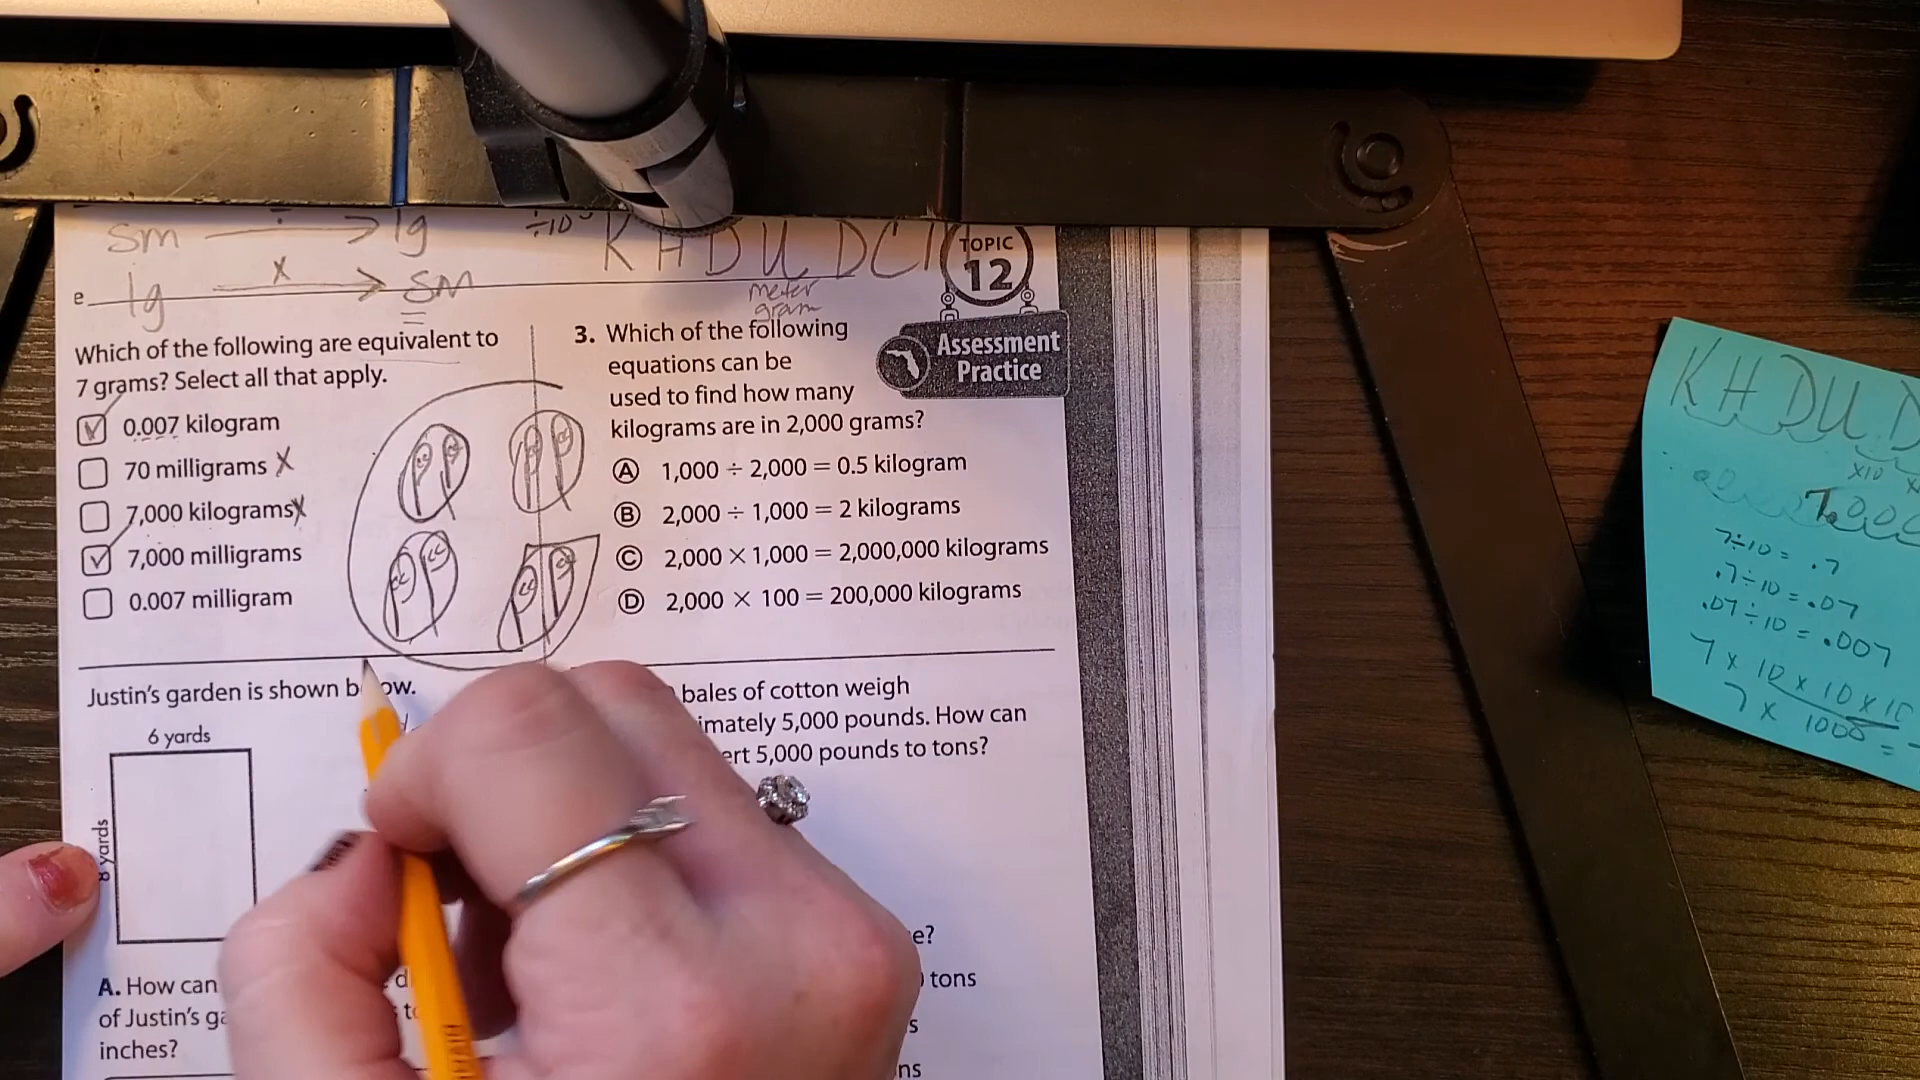 sm ÷ → lg
÷10
K H D U D C
TOPIC
12
e
lg x → sm
meter
gram
Which of the following are equivalent to
7 grams? Select all that apply.
0.007 kilogram
70 milligrams X
7,000 kilograms X
7,000 milligrams
0.007 milligram
3. Which of the following
equations can be
used to find how many
kilograms are in 2,000 grams?
Assessment
Practice
A 1,000 ÷ 2,000 = 0.5 kilogram
B 2,000 ÷ 1,000 = 2 kilograms
C 2,000 × 1,000 = 2,000,000 kilograms
D 2,000 × 100 = 200,000 kilograms
Justin's garden is shown below.
6 yards
8 yards
A. How can
of Justin's
inches?
bales of cotton weigh
5,000 pounds. How can
5,000 pounds to tons?
tons
K H D U D
x10
7.000
7÷10 = .7
.7÷10 = .07
.07÷10 = .007
7 x 10 x 10 x 10
7 x 1000 =